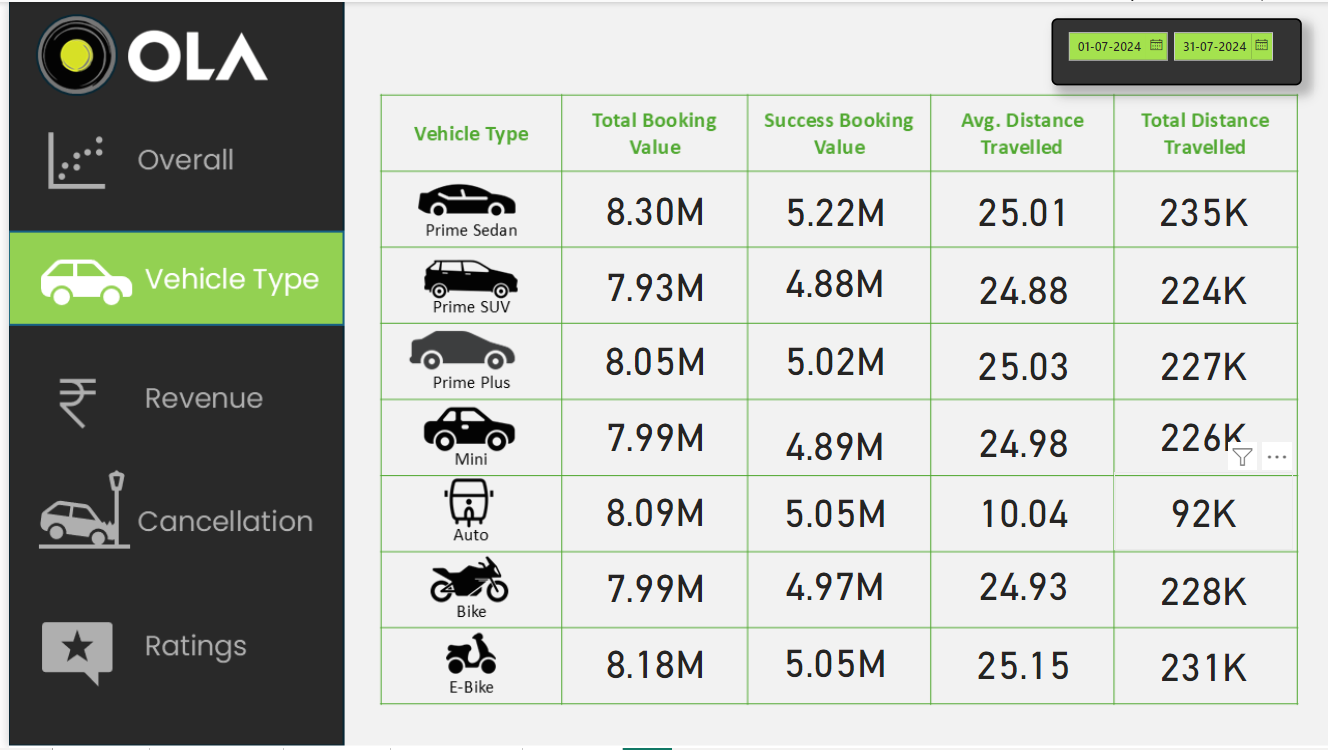 OLA
01-07-2024 31-07-2024
Overall
Vehicle Type
Revenue
Cancellation
Ratings
Vehicle Type Total Booking Value Success Booking Value Avg. Distance Travelled Total Distance Travelled
Prime Sedan 8.30M 5.22M 25.01 235K
Prime SUV 7.93M 4.88M 24.88 224K
Prime Plus 8.05M 5.02M 25.03 227K
Mini 7.99M 4.89M 24.98 226K
Auto 8.09M 5.05M 10.04 92K
Bike 7.99M 4.97M 24.93 228K
E-Bike 8.18M 5.05M 25.15 231K